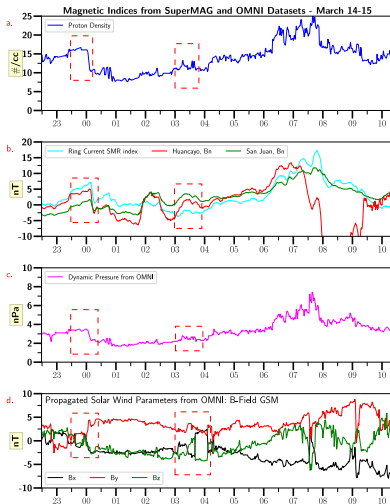 Magnetic Indices from SuperMAG and OMNI Datasets - March 14-15
a.
Proton Density
#/cc
25
20
15
10
5
0
23 00 01 02 03 04 05 06 07 08 09 10
b.
Ring Current SMR index Huancayo, Bn San Juan, Bn
nT
20
15
10
5
0
-5
-10
23 00 01 02 03 04 05 06 07 08 09 10
c.
Dynamic Pressure from OMNI
nPa
10
8
6
4
2
0
23 00 01 02 03 04 05 06 07 08 09 10
d.
Propagated Solar Wind Parameters from OMNI: B-Field GSM
nT
10
5
0
-5
-10
Bx By Bz
23 00 01 02 03 04 05 06 07 08 09 10